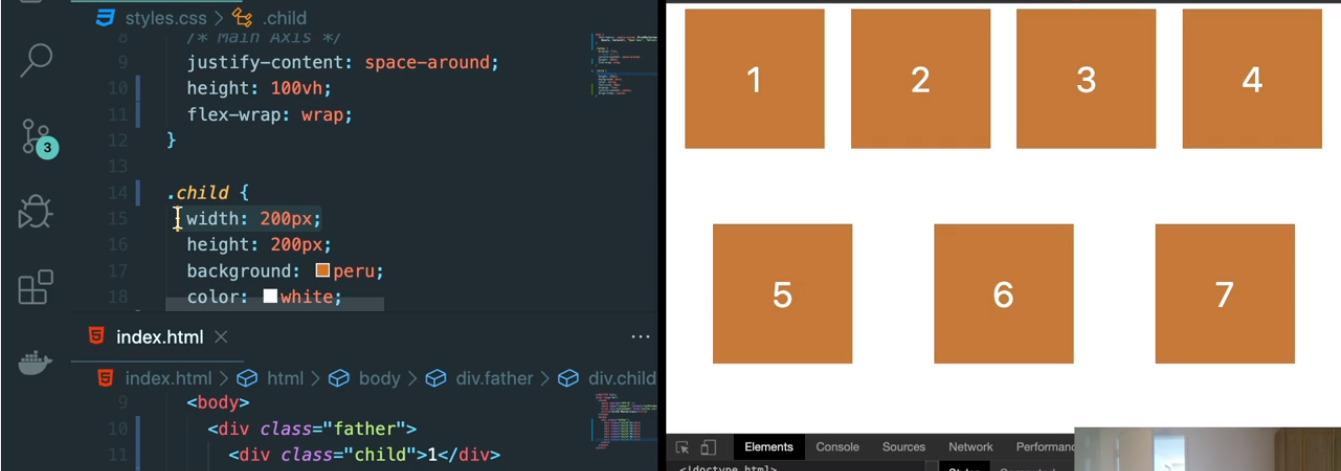 styles.css > .child
8 /* Main Axis */
9 justify-content: space-around;
10 height: 100vh;
11 flex-wrap: wrap;
12 }
13
14 .child {
15 width: 200px;
16 height: 200px;
17 background: peru;
18 color: white;
3
index.html
index.html > html > body > div.father > div.child
9 <body>
10 <div class="father">
11 <div class="child">1</div>
1 2 3 4
5 6 7
Elements Console Sources Network Performanc
<!doctype html>